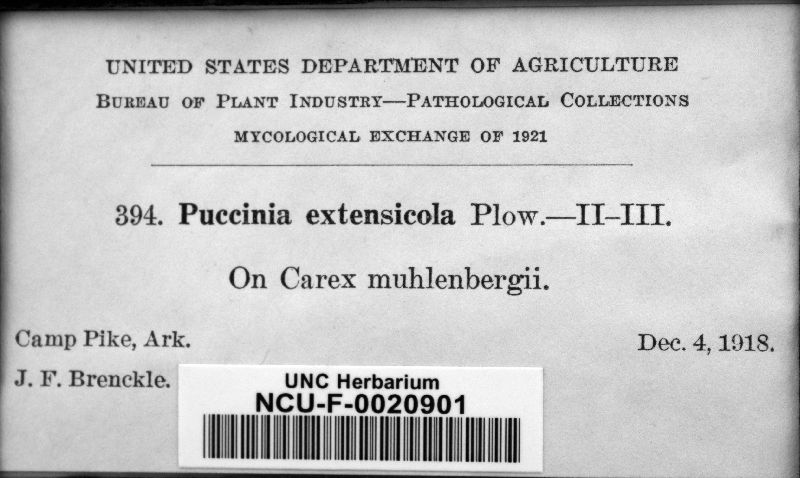 UNITED STATES DEPARTMENT OF AGRICULTURE
BUREAU OF PLANT INDUSTRY—PATHOLOGICAL COLLECTIONS
MYCOLOGICAL EXCHANGE OF 1921
394. Puccinia extensicola Plow.—II–III.
On Carex muhlenbergii.
Camp Pike, Ark. Dec. 4, 1918.
J. F. Brenckle.
UNC Herbarium
NCU-F-0020901